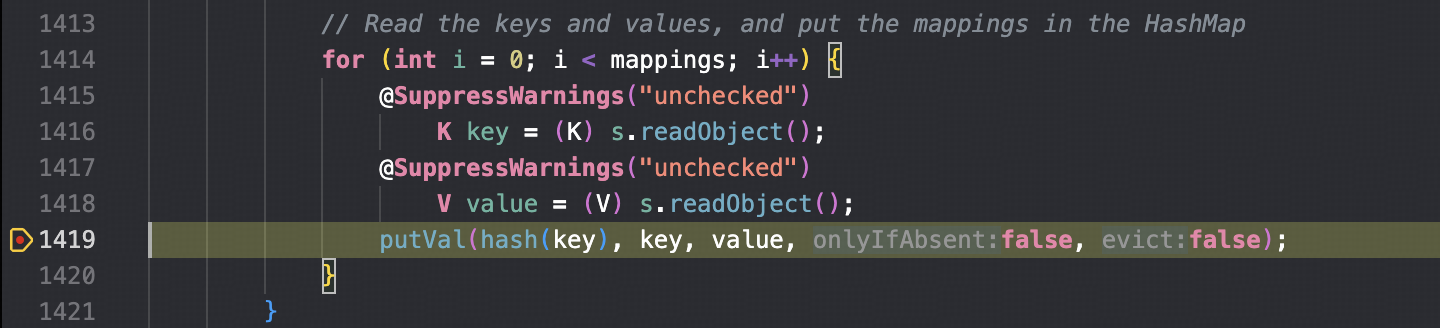 1413 // Read the keys and values, and put the mappings in the HashMap
1414 for (int i = 0; i < mappings; i++) {
1415 @SuppressWarnings("unchecked")
1416 K key = (K) s.readObject();
1417 @SuppressWarnings("unchecked")
1418 V value = (V) s.readObject();
1419 putVal(hash(key), key, value, onlyIfAbsent:false, evict:false);
1420 }
1421 }